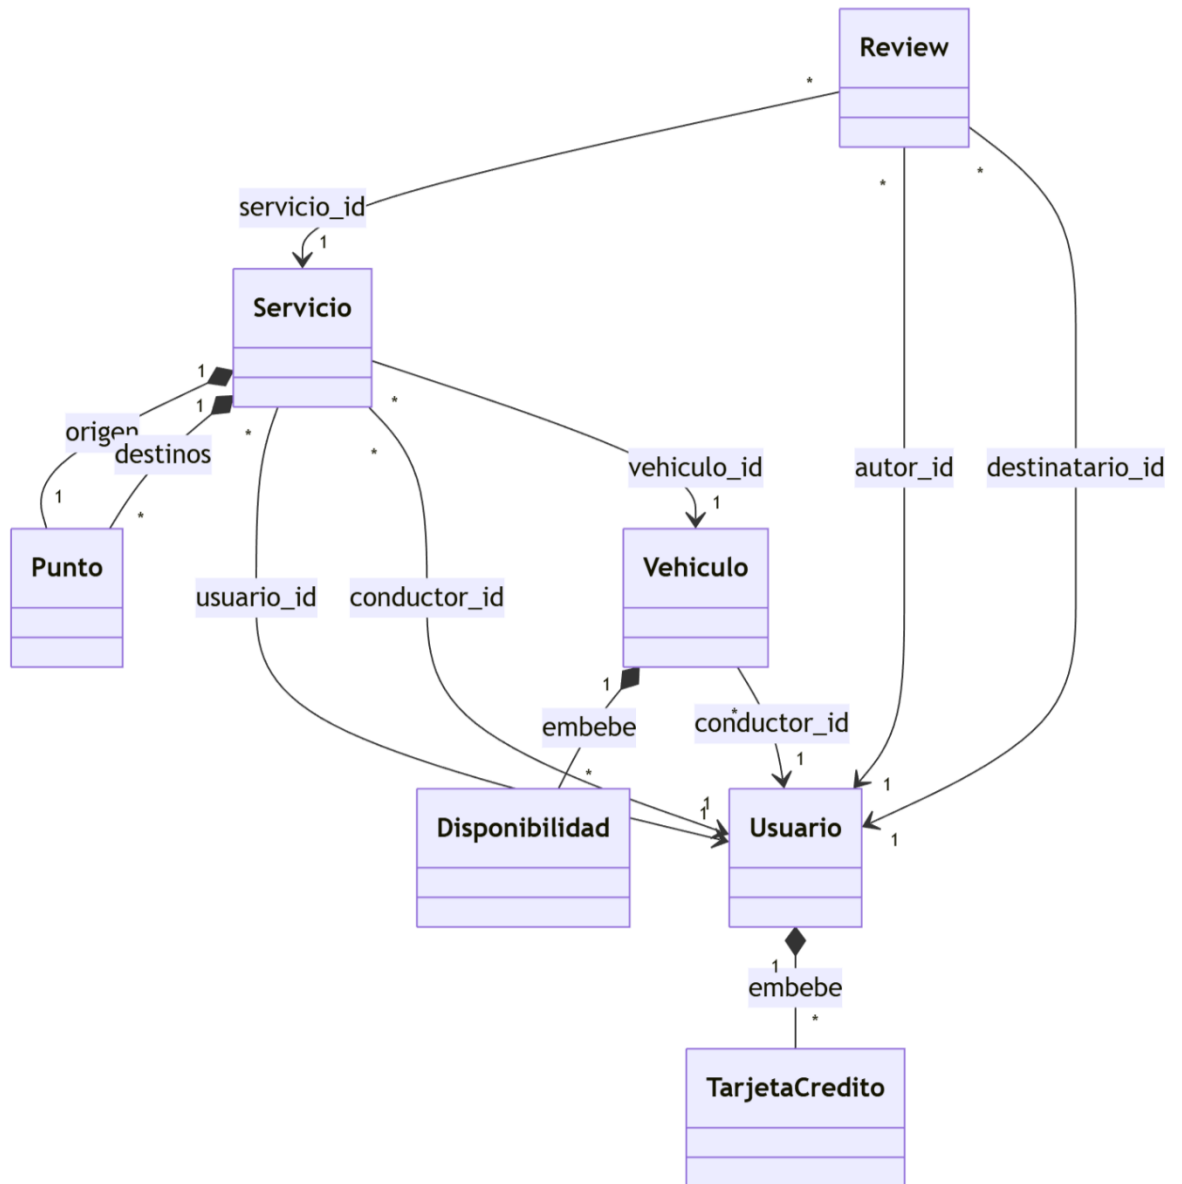 Review
*
*
*
servicio_id
1
Servicio
1
1
*
*
*
origen
destinos
vehiculo_id
autor_id
destinatario_id
1
*
1
Punto
Vehiculo
usuario_id
conductor_id
1
*
embebe
conductor_id
*
1
1
1
1
1
Disponibilidad
Usuario
1
embebe
*
TarjetaCredito